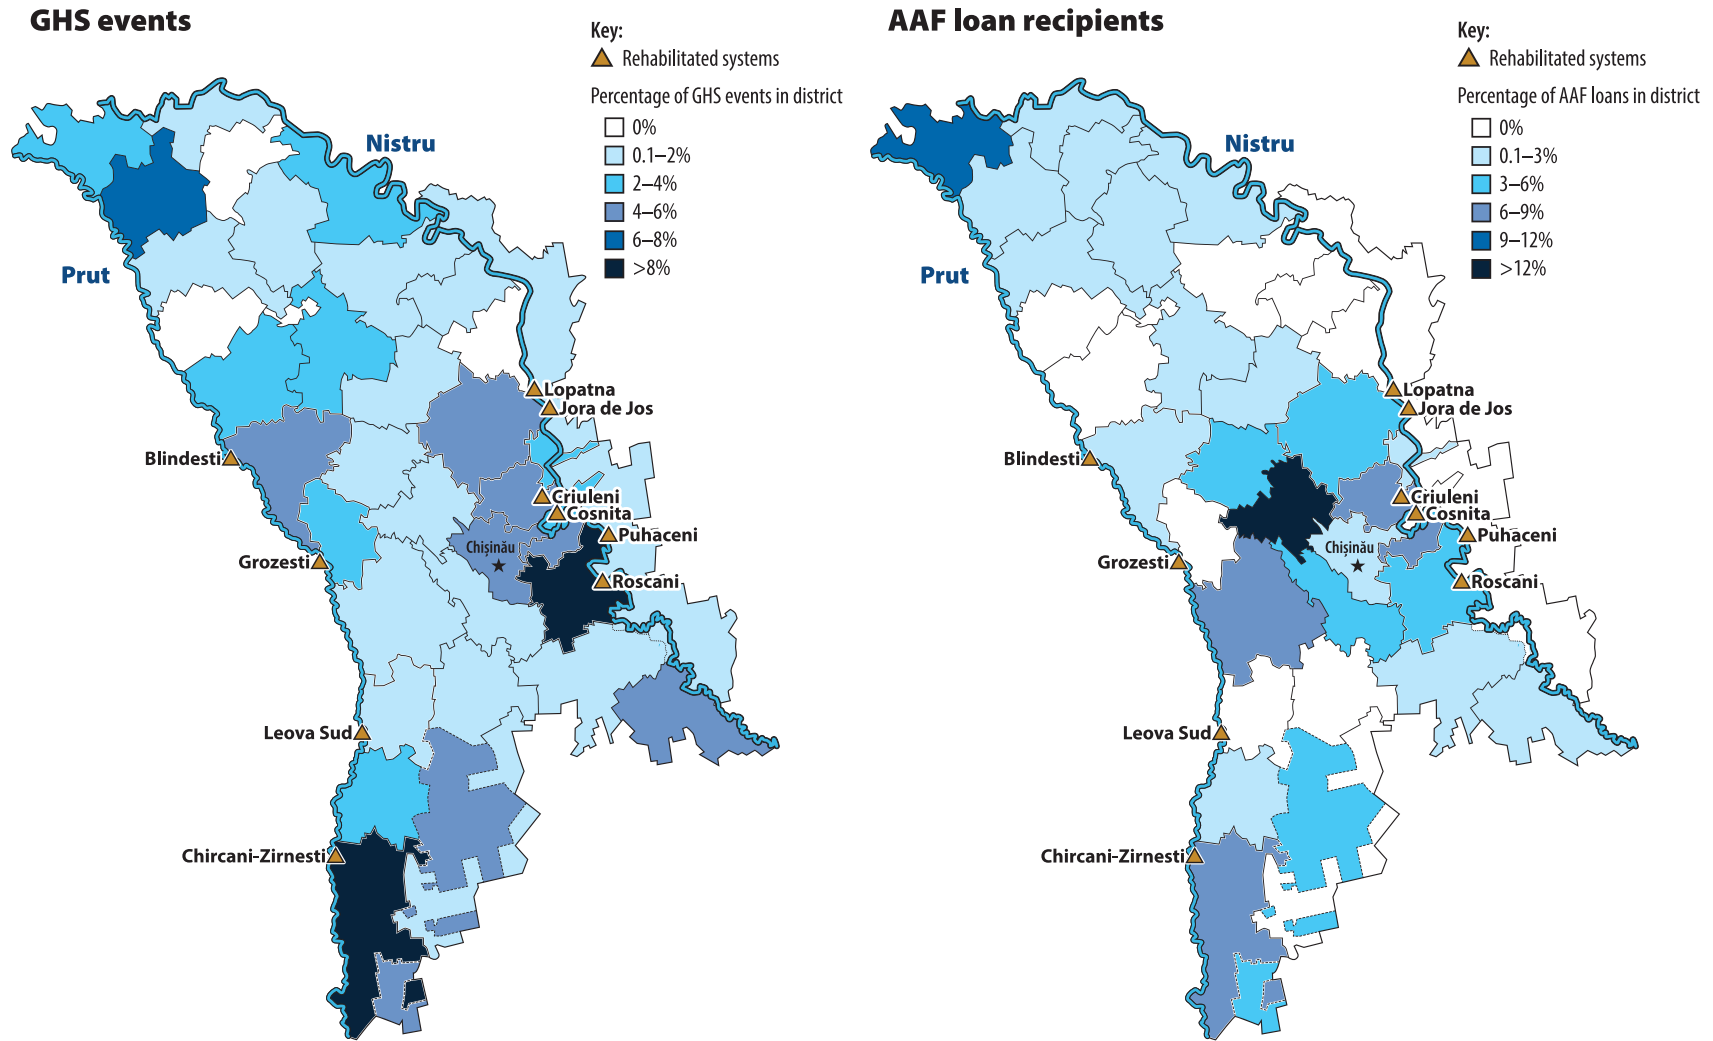 GHS events
Key:
Rehabilitated systems
Percentage of GHS events in district
0%
0.1–2%
2–4%
4–6%
6–8%
>8%
Nistru
Prut
Lopatna
Jora de Jos
Blindesti
Criuleni
Cosnita
Puhaceni
Chișinău
Grozesti
Roscani
Leova Sud
Chircani-Zirnesti
AAF loan recipients
Key:
Rehabilitated systems
Percentage of AAF loans in district
0%
0.1–3%
3–6%
6–9%
9–12%
>12%
Nistru
Prut
Lopatna
Jora de Jos
Blindesti
Criuleni
Cosnita
Puhaceni
Chișinău
Grozesti
Roscani
Leova Sud
Chircani-Zirnesti